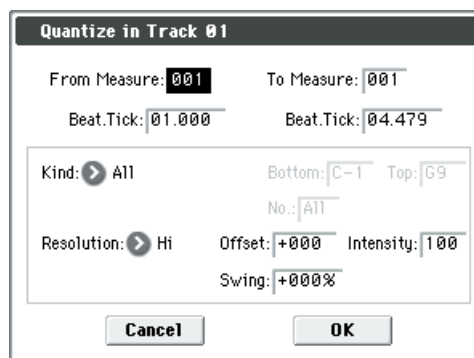 Quantize in Track 01
From Measure: 001 To Measure: 001
Beat.Tick: 01.000 Beat.Tick: 04.479
Kind: All Bottom: C-1 Top: G9
No.: All
Resolution: Hi Offset: +000 Intensity: 100
Swing: +000%
Cancel OK